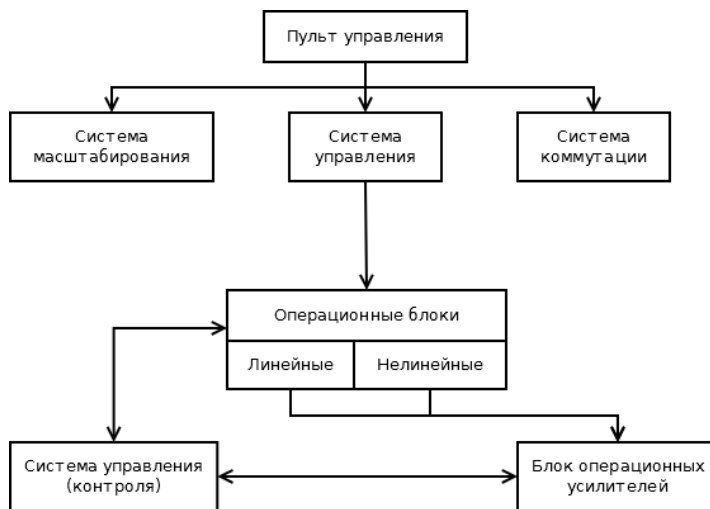 Пульт управления
Система
масштабирования
Система
управления
Система
коммутации
Операционные блоки
Линейные
Нелинейные
Система управления
(контроля)
Блок операционных
усилителей